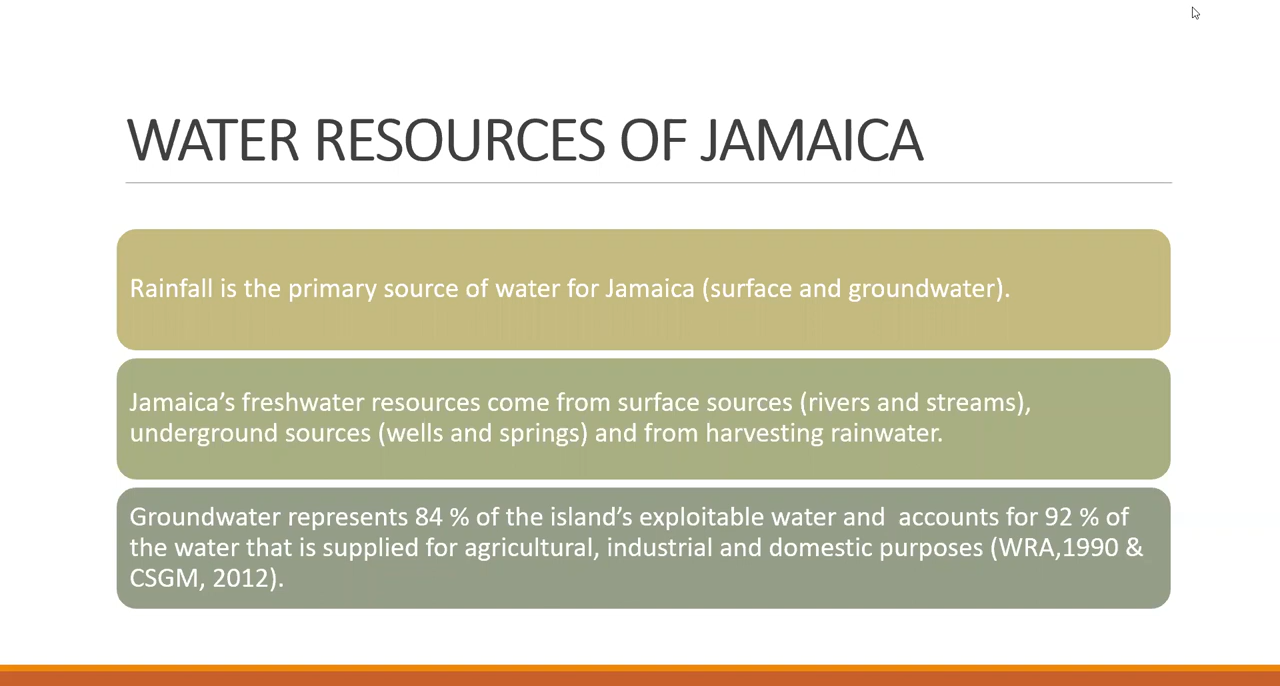 WATER RESOURCES OF JAMAICA
Rainfall is the primary source of water for Jamaica (surface and groundwater).
Jamaica’s freshwater resources come from surface sources (rivers and streams),
underground sources (wells and springs) and from harvesting rainwater.
Groundwater represents 84 % of the island’s exploitable water and  accounts for 92 % of
the water that is supplied for agricultural, industrial and domestic purposes (WRA,1990 &
CSGM, 2012).